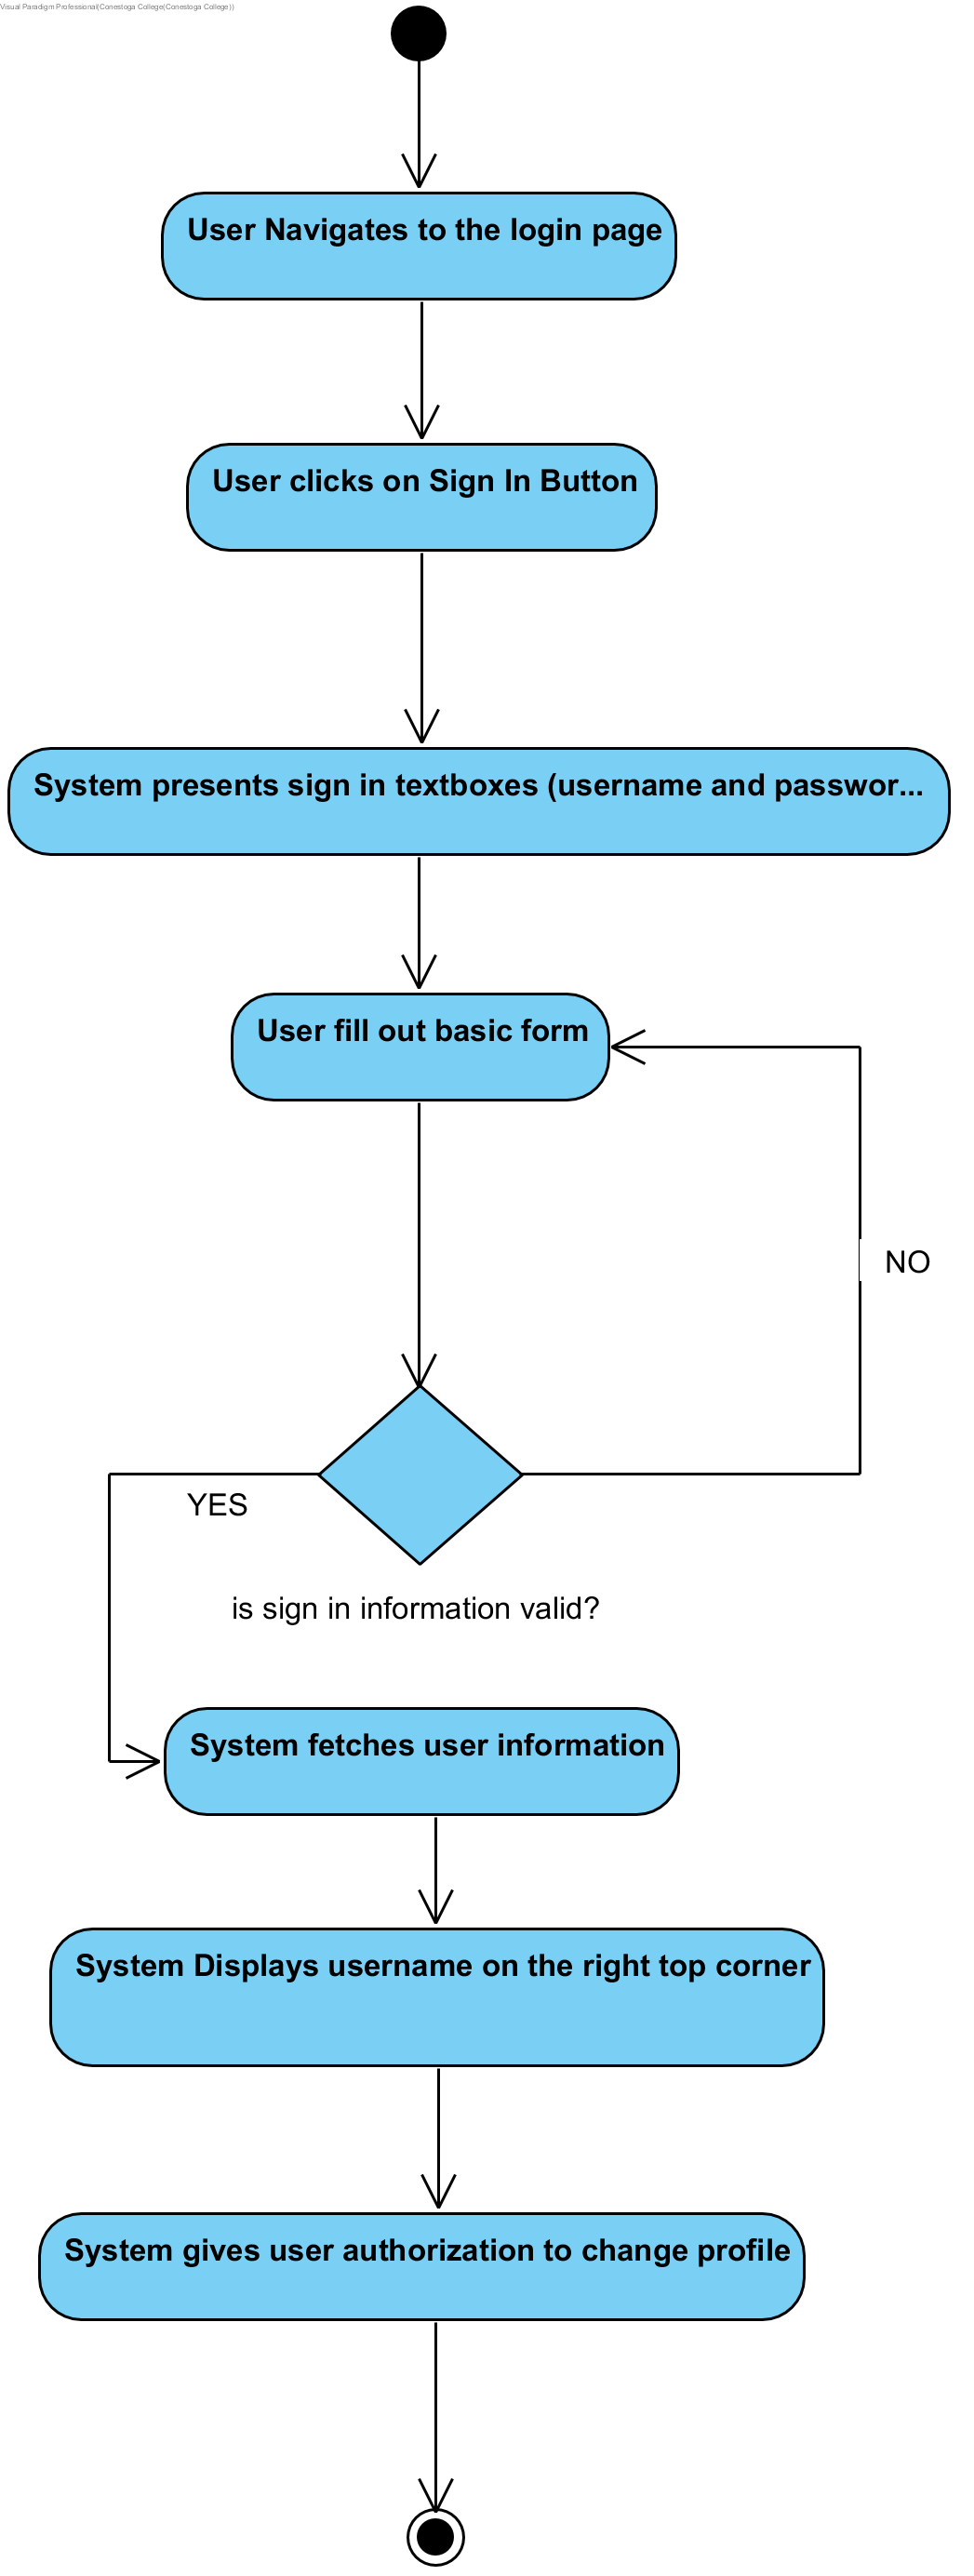 Visual Paradigm Professional(Conestoga College(Conestoga College))
User Navigates to the login page
User clicks on Sign In Button
System presents sign in textboxes (username and passwor...
User fill out basic form
NO
YES
is sign in information valid?
System fetches user information
System Displays username on the right top corner
System gives user authorization to change profile